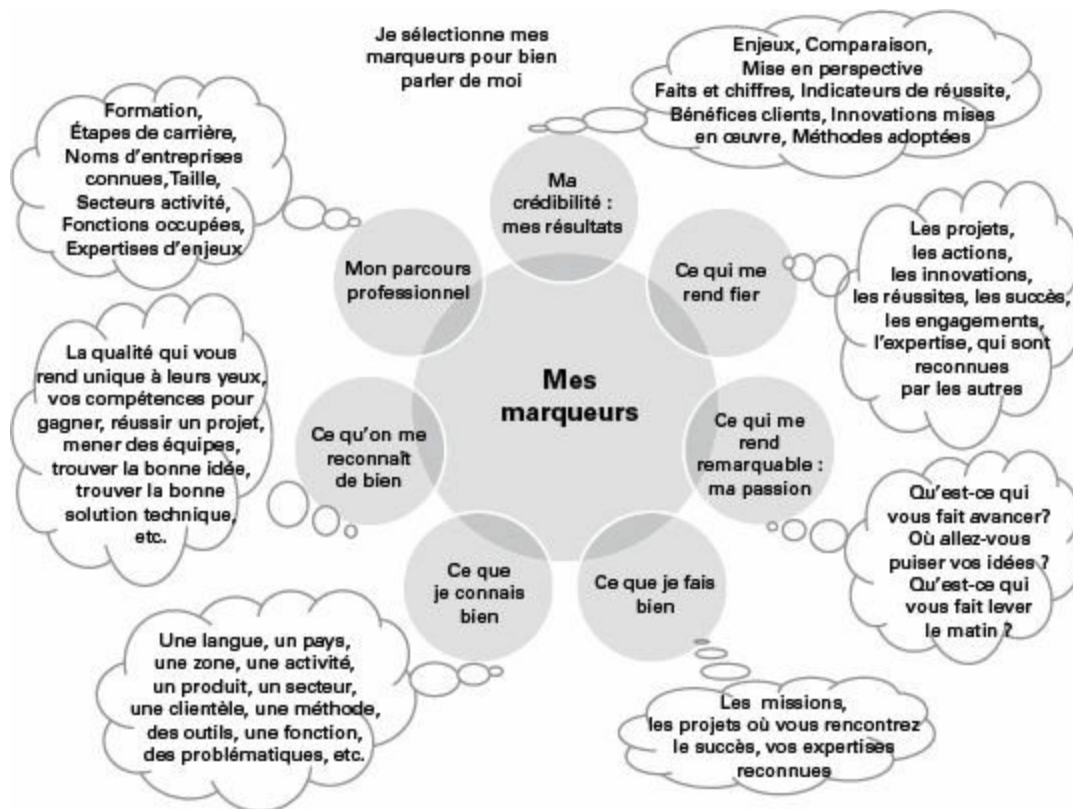 Je sélectionne mes
marqueurs pour bien
parler de moi
Enjeux, Comparaison,
Mise en perspective
Faits et chiffres, Indicateurs de réussite,
Bénéfices clients, Innovations mises
en œuvre, Méthodes adoptées
Formation,
Étapes de carrière,
Noms d'entreprises
connues,Taille,
Secteurs activité,
Fonctions occupées,
Expertises d'enjeux
Ma
crédibilité :
mes résultats
Mon parcours
professionnel
Ce qui me
rend fier
Les projets,
les actions,
les innovations,
les réussites, les succès,
les engagements,
l'expertise, qui sont
reconnues
par les autres
La qualité qui vous
rend unique à leurs yeux,
vos compétences pour
gagner, réussir un projet,
mener des équipes,
trouver la bonne idée,
trouver la bonne
solution technique,
etc..
Mes
marqueurs
Ce qu'on me
reconnaît
de bien
Ce qui me
rend
remarquable :
ma passion
Qu'est-ce qui
vous fait avancer?
Où allez-vous
puiser vos idées ?
Qu'est-ce qui
vous fait lever
le matin ?
Ce que
je connais
bien
Ce que je fais
bien
Une langue, un pays,
une zone, une activité,
un produit, un secteur,
une clientèle, une méthode,
des outils, une fonction,
des problématiques, etc.
Les missions,
les projets où vous rencontrez
le succès, vos expertises
reconnues